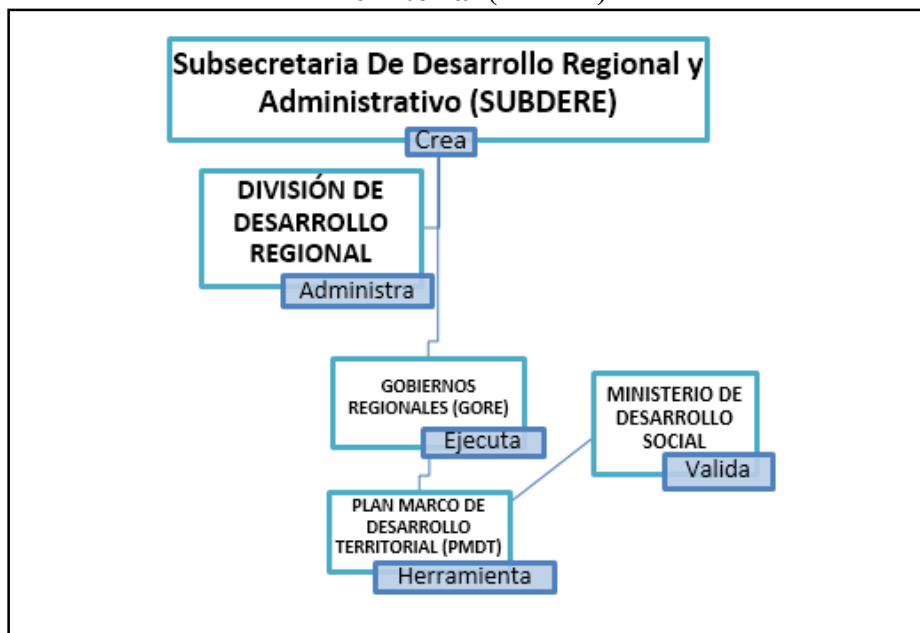 Subsecretaria De Desarrollo Regional y
Administrativo (SUBDERE)
Crea
DIVISIÓN DE
DESARROLLO
REGIONAL
Administra
GOBIERNOS
REGIONALES (GORE)
Ejecuta
MINISTERIO DE
DESARROLLO
SOCIAL
Valida
PLAN MARCO DE
DESARROLLO
TERRITORIAL (PMDT)
Herramienta